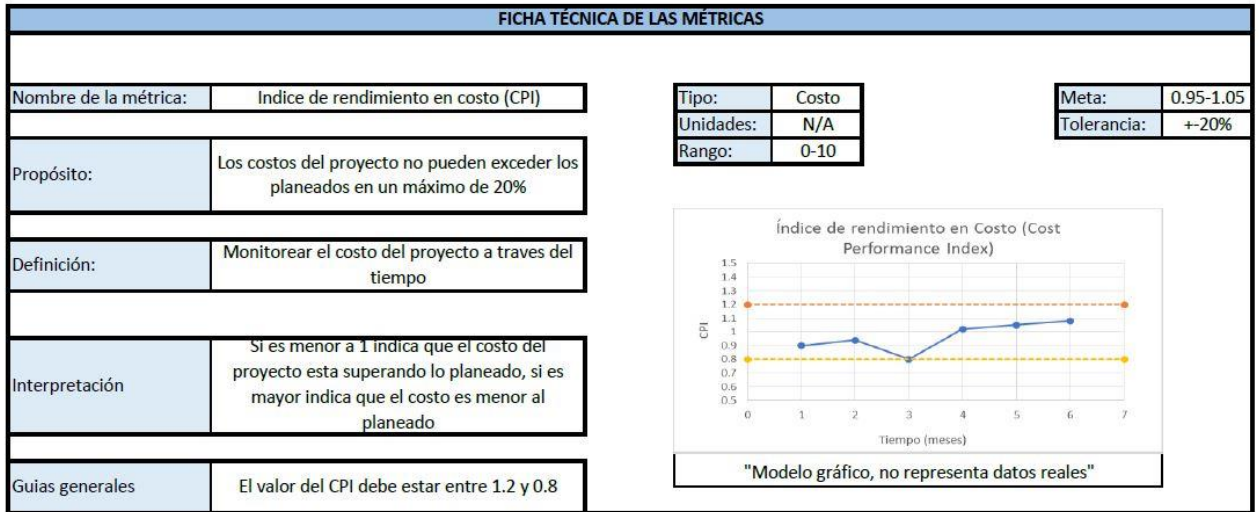 FICHA TÉCNICA DE LAS MÉTRICAS
Nombre de la métrica:
Indice de rendimiento en costo (CPI)
Tipo:
Costo
Meta:
0.95-1.05
Unidades:
N/A
Tolerancia:
+-20%
Rango:
0-10
Propósito:
Los costos del proyecto no pueden exceder los
planeados en un máximo de 20%
Definición:
Monitorear el costo del proyecto a traves del
tiempo
Interpretación
Si es menor a 1 indica que el costo del
proyecto esta superando lo planeado, si es
mayor indica que el costo es menor al
planeado
Guias generales
El valor del CPI debe estar entre 1.2 y 0.8
Índice de rendimiento en Costo (Cost
Performance Index)
1.5
1.4
1.3
1.2
1.1
1
0.9
0.8
0.7
0.6
0.5
CPI
0 1 2 3 4 5 6 7
Tiempo (meses)
"Modelo gráfico, no representa datos reales"